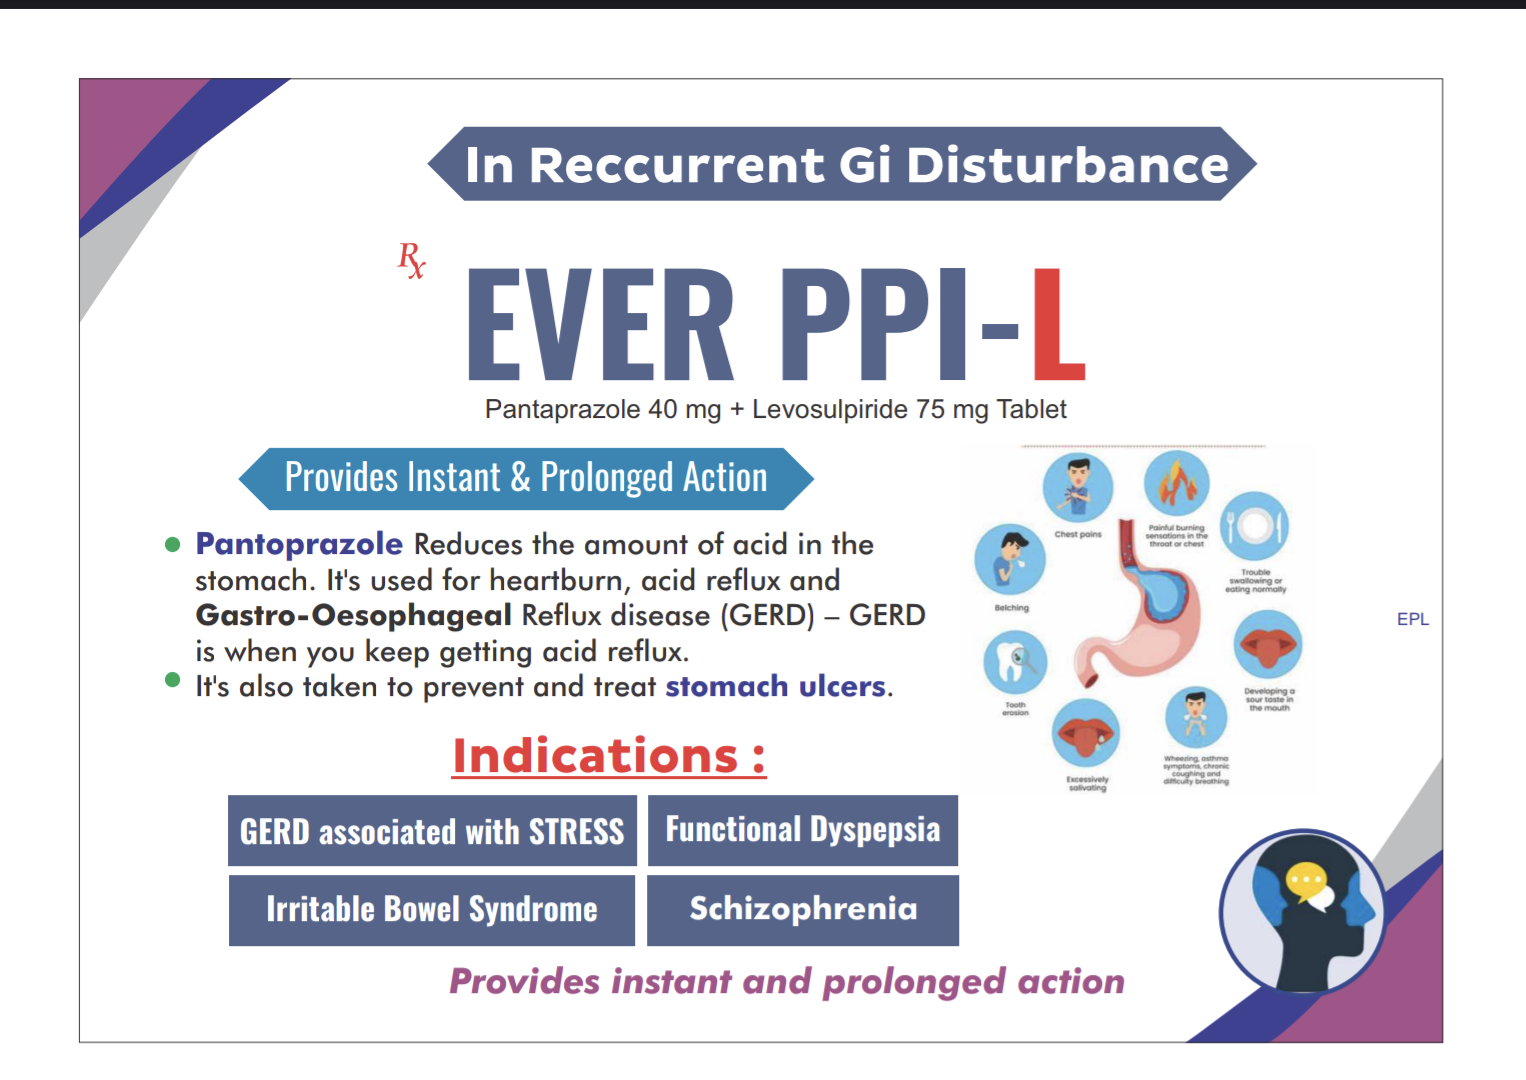 In Reccurrent Gi Disturbance
Rx
EVER PPI-L
Pantaprazole 40 mg + Levosulpiride 75 mg Tablet
Provides Instant & Prolonged Action
Pantoprazole Reduces the amount of acid in the
stomach. It's used for heartburn, acid reflux and
Gastro-Oesophageal Reflux disease (GERD) – GERD
is when you keep getting acid reflux.
It's also taken to prevent and treat stomach ulcers.
Chest pains
Painful burning
sensations in the
throat or chest
Trouble
swallowing or
eating normally
Belching
Developing a
sour taste in
the mouth
Tooth
erosion
Wheezing, asthma
symptoms, chronic
coughing and
difficulty breathing
Excessively
salivating
EPL
Indications :
GERD associated with STRESS
Functional Dyspepsia
Irritable Bowel Syndrome
Schizophrenia
Provides instant and prolonged action